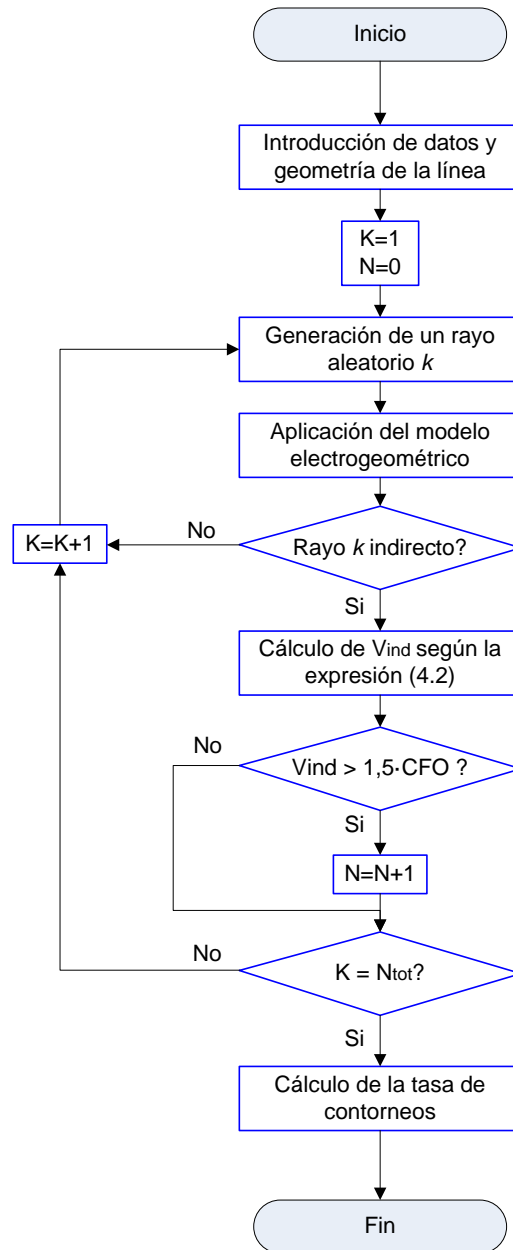 Inicio
Introducción de datos y
geometría de la línea
K=1
N=0
Generación de un rayo
aleatorio k
Aplicación del modelo
electrogeométrico
No
K=K+1
Rayo k indirecto?
Si
Cálculo de Vind según la
expresión (4.2)
No
Vind > 1,5·CFO ?
Si
N=N+1
No
K = Ntot?
Si
Cálculo de la tasa de
contorneos
Fin